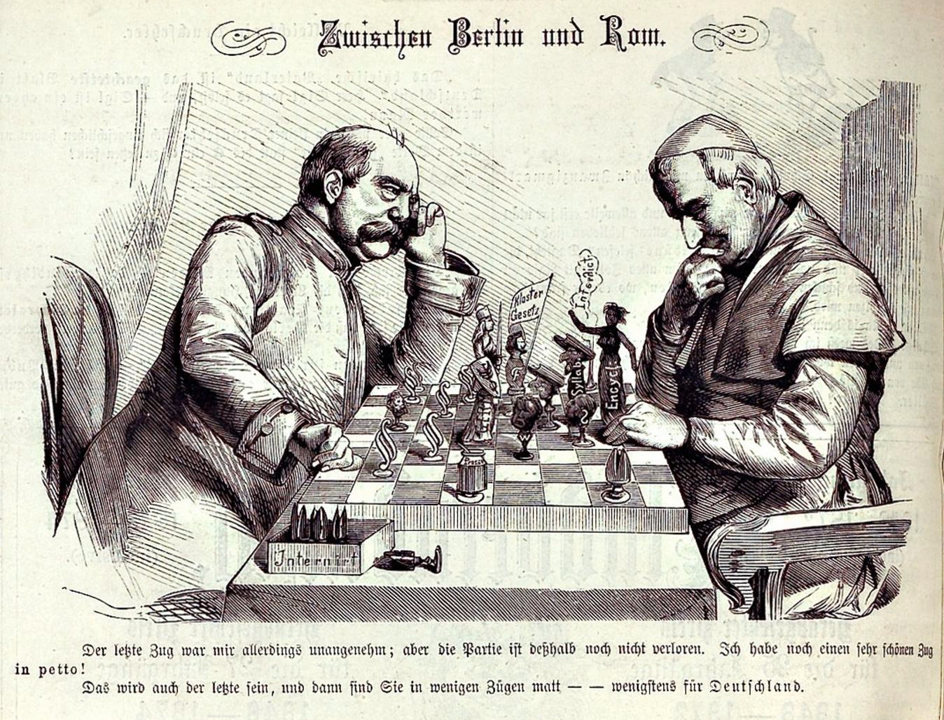 Zwischen Berlin und Rom.
Kloster
Gesetz
Interdict
Syllab
Encycl
Internirt
Der letzte Zug war mir allerdings unangenehm; aber die Partie ist deßhalb noch nicht verloren. Ich habe noch einen sehr schönen Zug
in petto!
Das wird auch der letzte sein, und dann sind Sie in wenigen Zügen matt — — wenigstens für Deutschland.